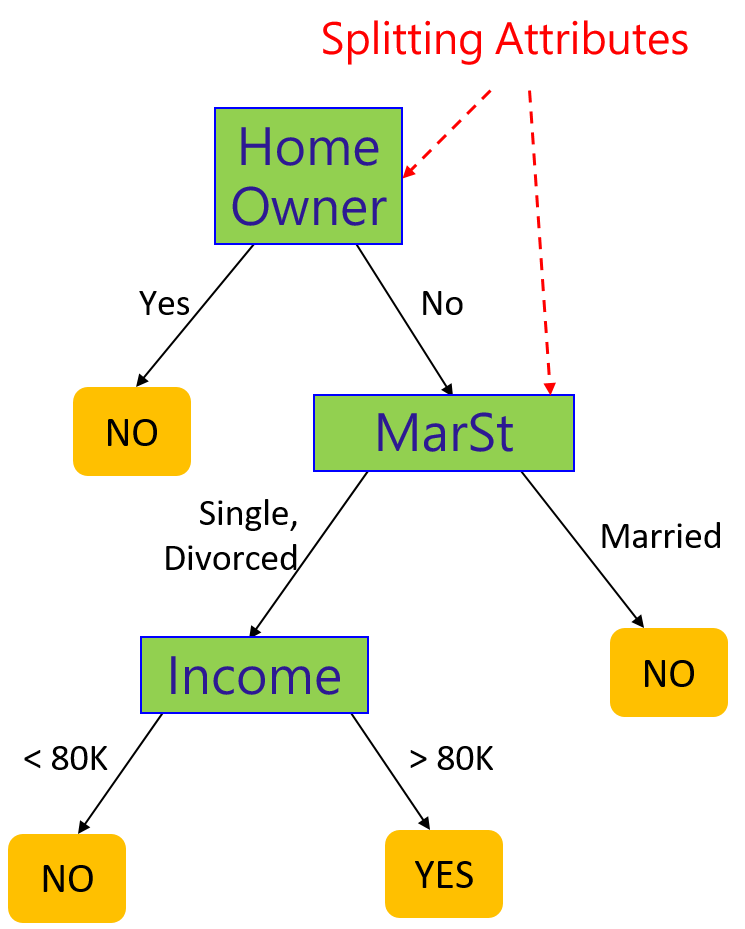 Splitting Attributes
Home
Owner
Yes
No
NO
MarSt
Single,
Divorced
Married
Income
NO
< 80K
> 80K
NO
YES